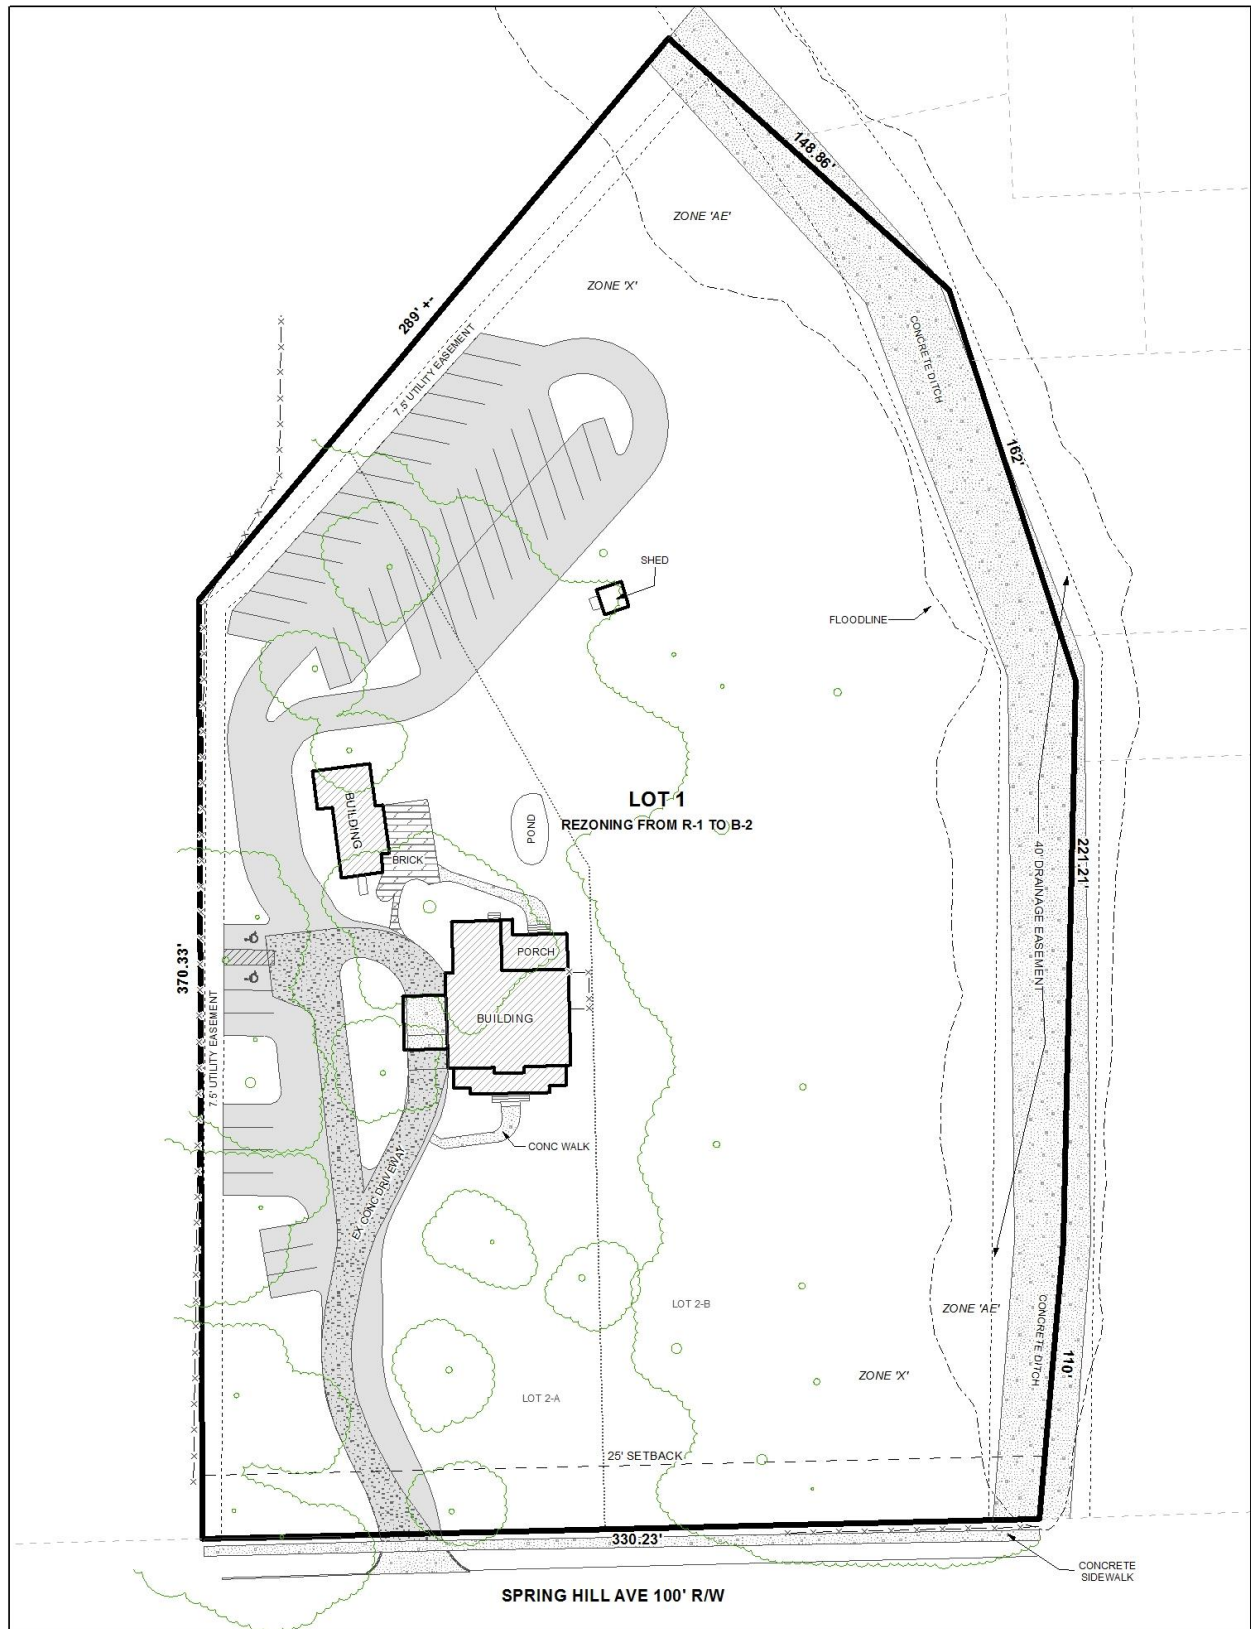 148.86'
ZONE 'AE'
ZONE 'X'
289' +-
7.5' UTILITY EASEMENT
CONCRETE DITCH
162'
SHED
FLOODLINE
LOT 1
REZONING FROM R-1 TO B-2
BUILDING
POND
BRICK
40' DRAINAGE EASEMENT
221.21'
370.33'
PORCH
7.5' UTILITY EASEMENT
BUILDING
CONC WALK
EX CONC DRIVEWAY
LOT 2-B
ZONE 'AE'
CONCRETE DITCH
110'
ZONE 'X'
LOT 2-A
25' SETBACK
330.23'
CONCRETE
SIDEWALK
SPRING HILL AVE 100' R/W